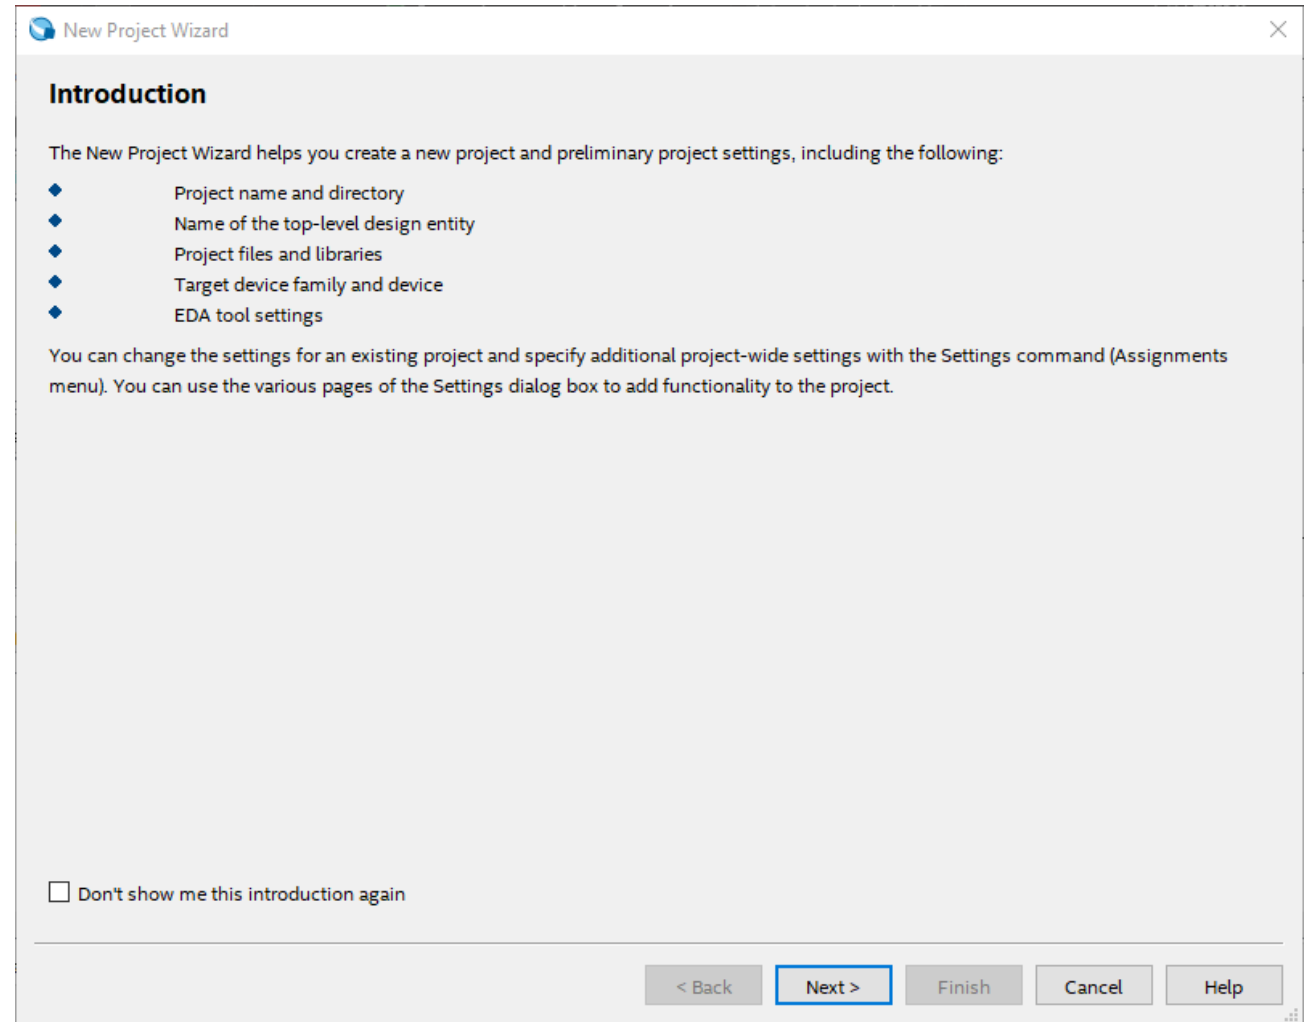 New Project Wizard
Introduction
The New Project Wizard helps you create a new project and preliminary project settings, including the following:
Project name and directory
Name of the top-level design entity
Project files and libraries
Target device family and device
EDA tool settings
You can change the settings for an existing project and specify additional project-wide settings with the Settings command (Assignments
menu). You can use the various pages of the Settings dialog box to add functionality to the project.
Don't show me this introduction again
< Back Next > Finish Cancel Help